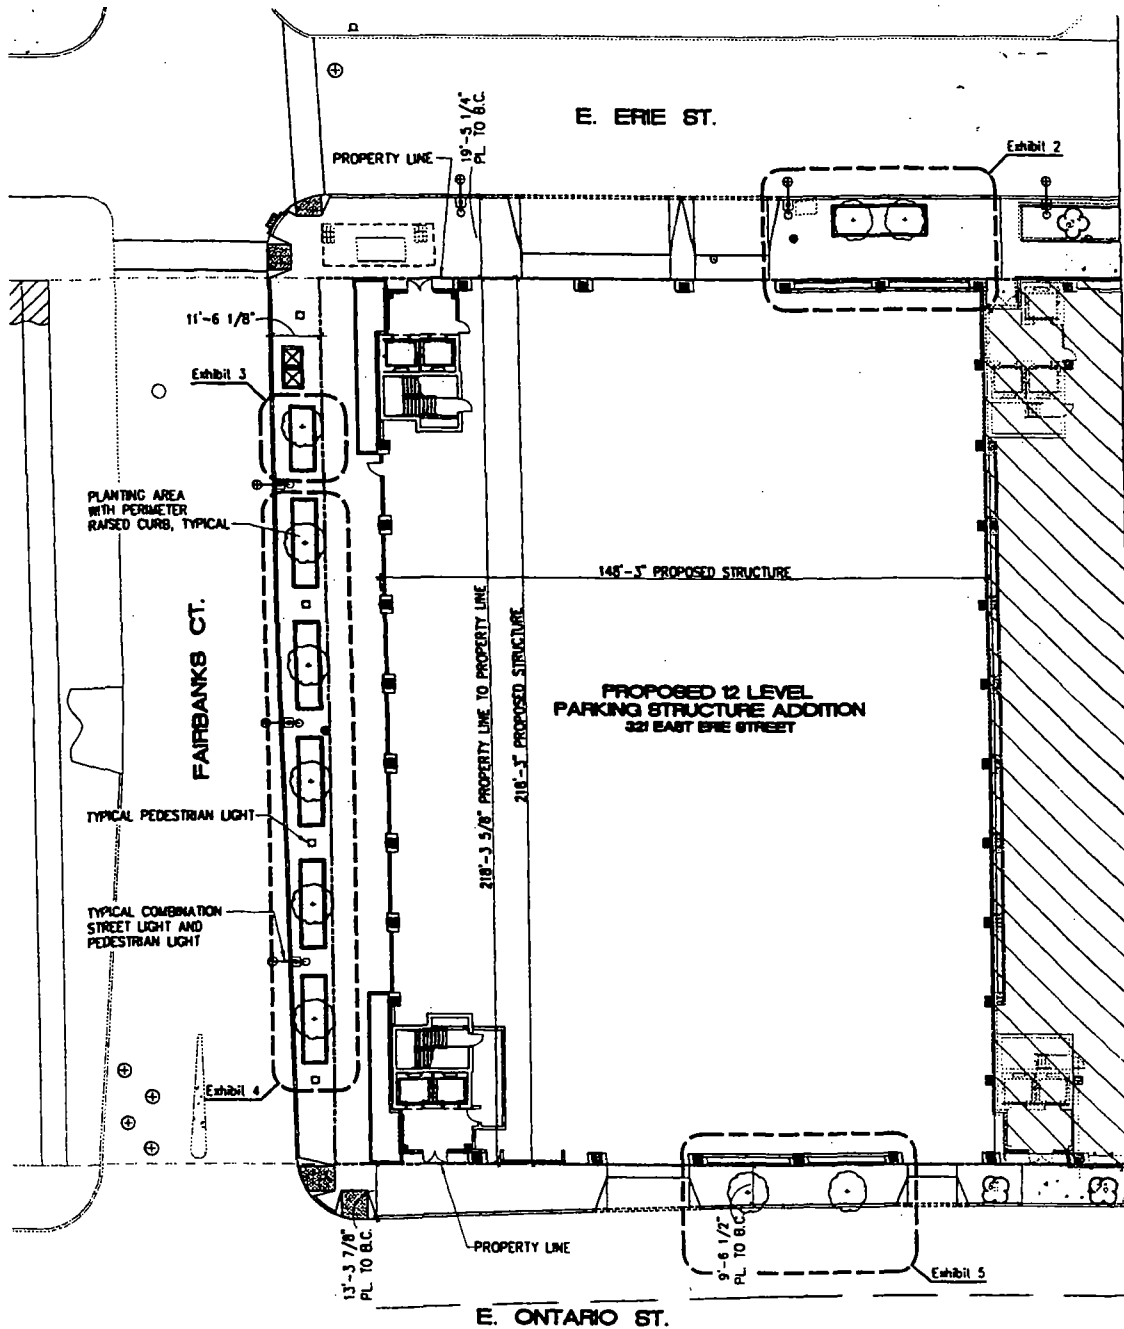 E. ERIE ST.
19'-5 1/4"
PL. TO B.C.
PROPERTY LINE
Exhibit 2
11'-6 1/8"
Exhibit 3
PLANTING AREA
WITH PERIMETER
RAISED CURB, TYPICAL
148'-3" PROPOSED STRUCTURE
218'-3 5/8" PROPERTY LINE TO PROPERTY LINE
218'-3" PROPOSED STRUCTURE
FAIRBANKS CT.
PROPOSED 12 LEVEL
PARKING STRUCTURE ADDITION
321 EAST ERIE STREET
TYPICAL PEDESTRIAN LIGHT
TYPICAL COMBINATION
STREET LIGHT AND
PEDESTRIAN LIGHT
Exhibit 4
13'-3 7/8"
PL. TO B.C.
PROPERTY LINE
9'-6 1/2"
PL. TO B.C.
Exhibit 5
E. ONTARIO ST.